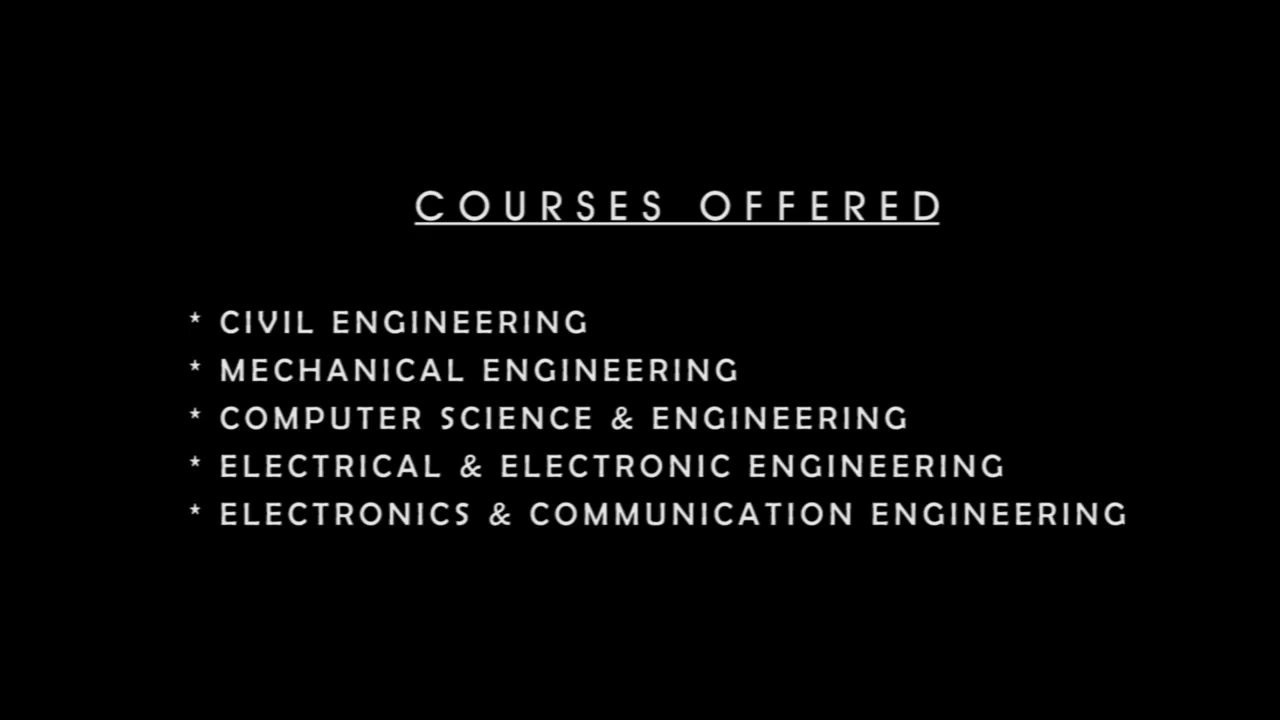 COURSES OFFERED
* CIVIL ENGINEERING
* MECHANICAL ENGINEERING
* COMPUTER SCIENCE & ENGINEERING
* ELECTRICAL & ELECTRONIC ENGINEERING
* ELECTRONICS & COMMUNICATION ENGINEERING